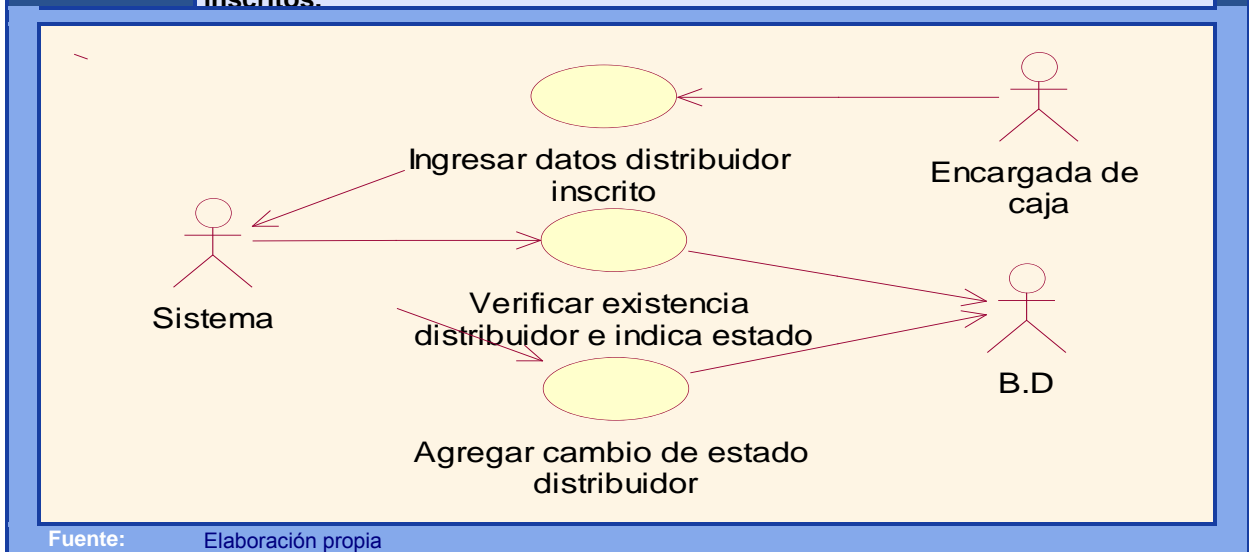 inscritos.
Ingresar datos distribuidor
inscrito
Encargada de
caja
Sistema
Verificar existencia
distribuidor e indica estado
B.D
Agregar cambio de estado
distribuidor
Fuente: Elaboración propia